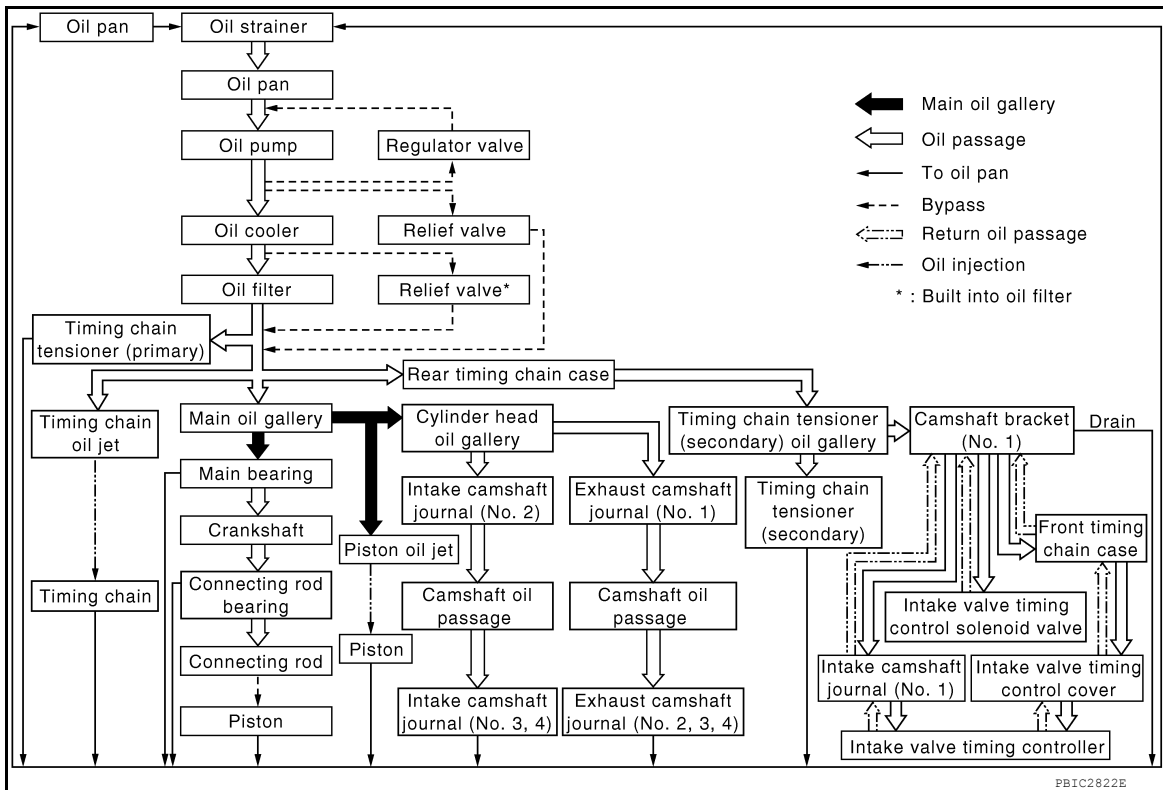 Oil pan
Oil strainer
Oil pan
Oil pump
Regulator valve
Oil cooler
Relief valve
Oil filter
Relief valve*
Main oil gallery
Oil passage
To oil pan
Bypass
Return oil passage
Oil injection
* : Built into oil filter
Timing chain
tensioner (primary)
Rear timing chain case
Timing chain
oil jet
Main oil gallery
Cylinder head
oil gallery
Timing chain tensioner
(secondary) oil gallery
Camshaft bracket
(No. 1)
Drain
Main bearing
Intake camshaft
journal (No. 2)
Exhaust camshaft
journal (No. 1)
Timing chain
tensioner
(secondary)
Crankshaft
Piston oil jet
Front timing
chain case
Timing chain
Connecting rod
bearing
Camshaft oil
passage
Camshaft oil
passage
Intake valve timing
control solenoid valve
Connecting rod
Piston
Intake camshaft
journal (No. 1)
Intake valve timing
control cover
Piston
Intake camshaft
journal (No. 3, 4)
Exhaust camshaft
journal (No. 2, 3, 4)
Intake valve timing controller
PBIC2822E